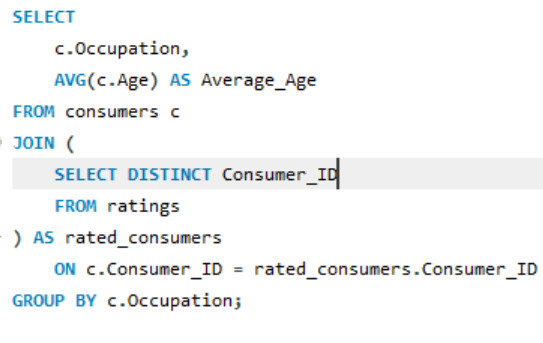 SELECT
    c.Occupation,
    AVG(c.Age) AS Average_Age
FROM consumers c
JOIN (
    SELECT DISTINCT Consumer_ID
    FROM ratings
) AS rated_consumers
    ON c.Consumer_ID = rated_consumers.Consumer_ID
GROUP BY c.Occupation;